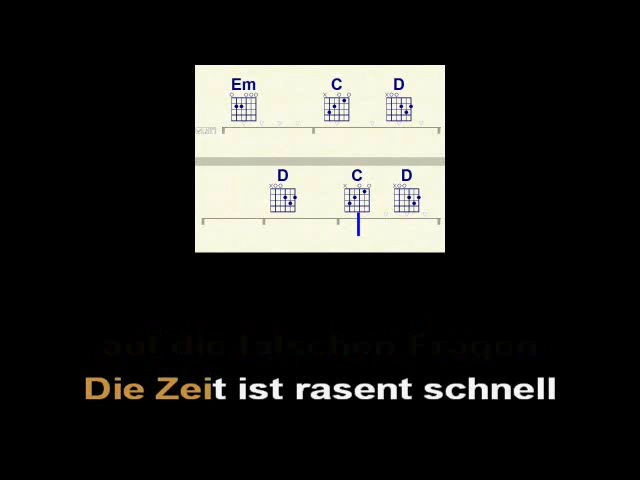 Em C D
D C D
auf die falschen Fragen
Die Zeit ist rasent schnell